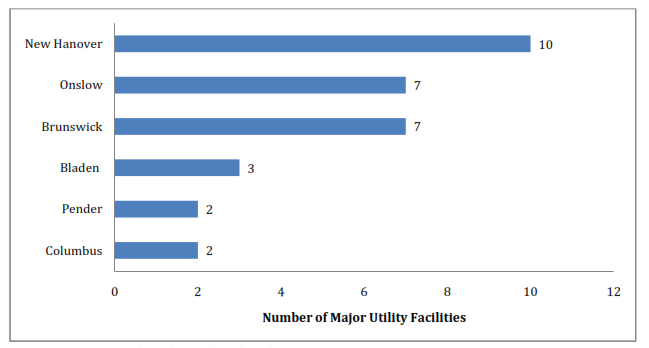 New Hanover 10
Onslow 7
Brunswick 7
Bladen 3
Pender 2
Columbus 2
0 2 4 6 8 10 12
Number of Major Utility Facilities